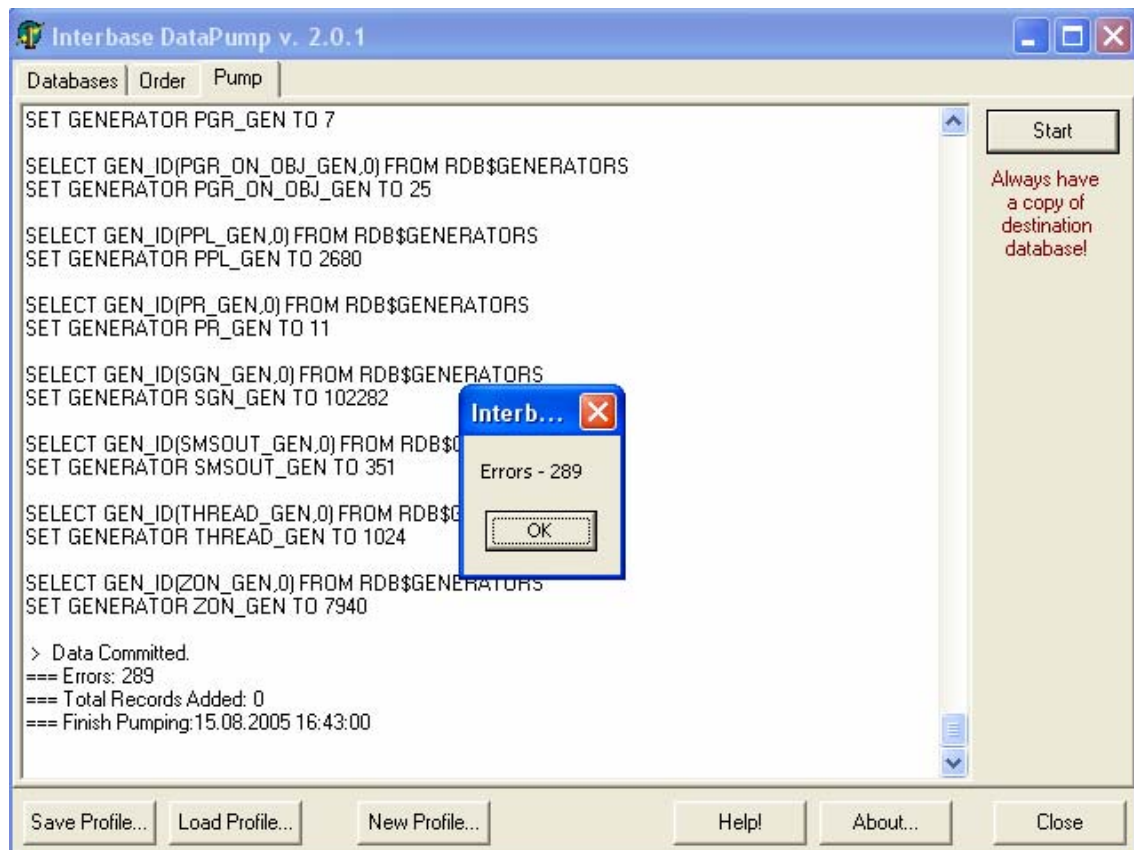 Interbase DataPump v. 2.0.1
Databases Order Pump
SET GENERATOR PGR_GEN TO 7
SELECT GEN_ID(PGR_ON_OBJ_GEN,0) FROM RDB$GENERATORS
SET GENERATOR PGR_ON_OBJ_GEN TO 25
SELECT GEN_ID(PPL_GEN,0) FROM RDB$GENERATORS
SET GENERATOR PPL_GEN TO 2680
SELECT GEN_ID(PR_GEN,0) FROM RDB$GENERATORS
SET GENERATOR PR_GEN TO 11
SELECT GEN_ID(SGN_GEN,0) FROM RDB$GENERATORS
SET GENERATOR SGN_GEN TO 102282
SELECT GEN_ID(SMSOUT_GEN,0) FROM RDB$G
SET GENERATOR SMSOUT_GEN TO 351
SELECT GEN_ID(THREAD_GEN,0) FROM RDB$G
SET GENERATOR THREAD_GEN TO 1024
SELECT GEN_ID(ZON_GEN,0) FROM RDB$GENERATORS
SET GENERATOR ZON_GEN TO 7940
> Data Committed.
=== Errors: 289
=== Total Records Added: 0
=== Finish Pumping:15.08.2005 16:43:00
Interb...
Errors - 289
OK
Start
Always have
a copy of
destination
database!
Save Profile... Load Profile... New Profile... Help! About... Close